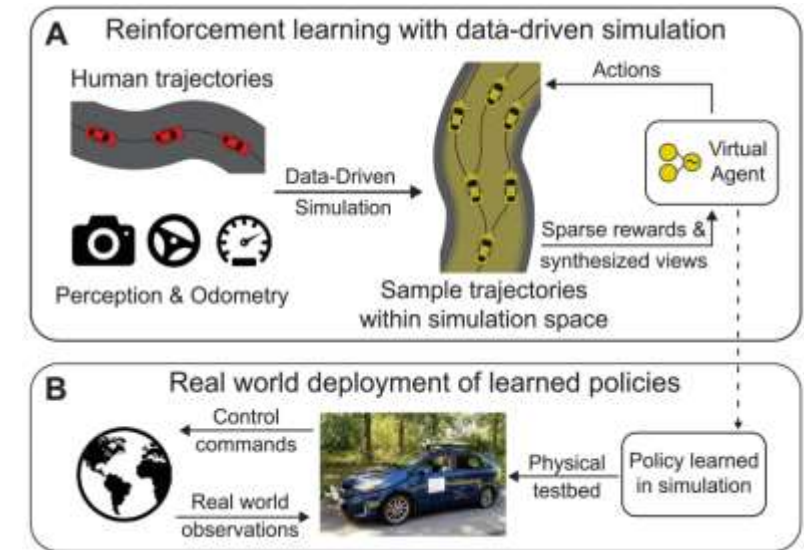 A
Reinforcement learning with data-driven simulation
Human trajectories
Perception & Odometry
Data-Driven
Simulation
Sample trajectories
within simulation space
Actions
Virtual
Agent
Sparse rewards &
synthesized views
B
Real world deployment of learned policies
Control
commands
Real world
observations
Physical
testbed
Policy learned
in simulation